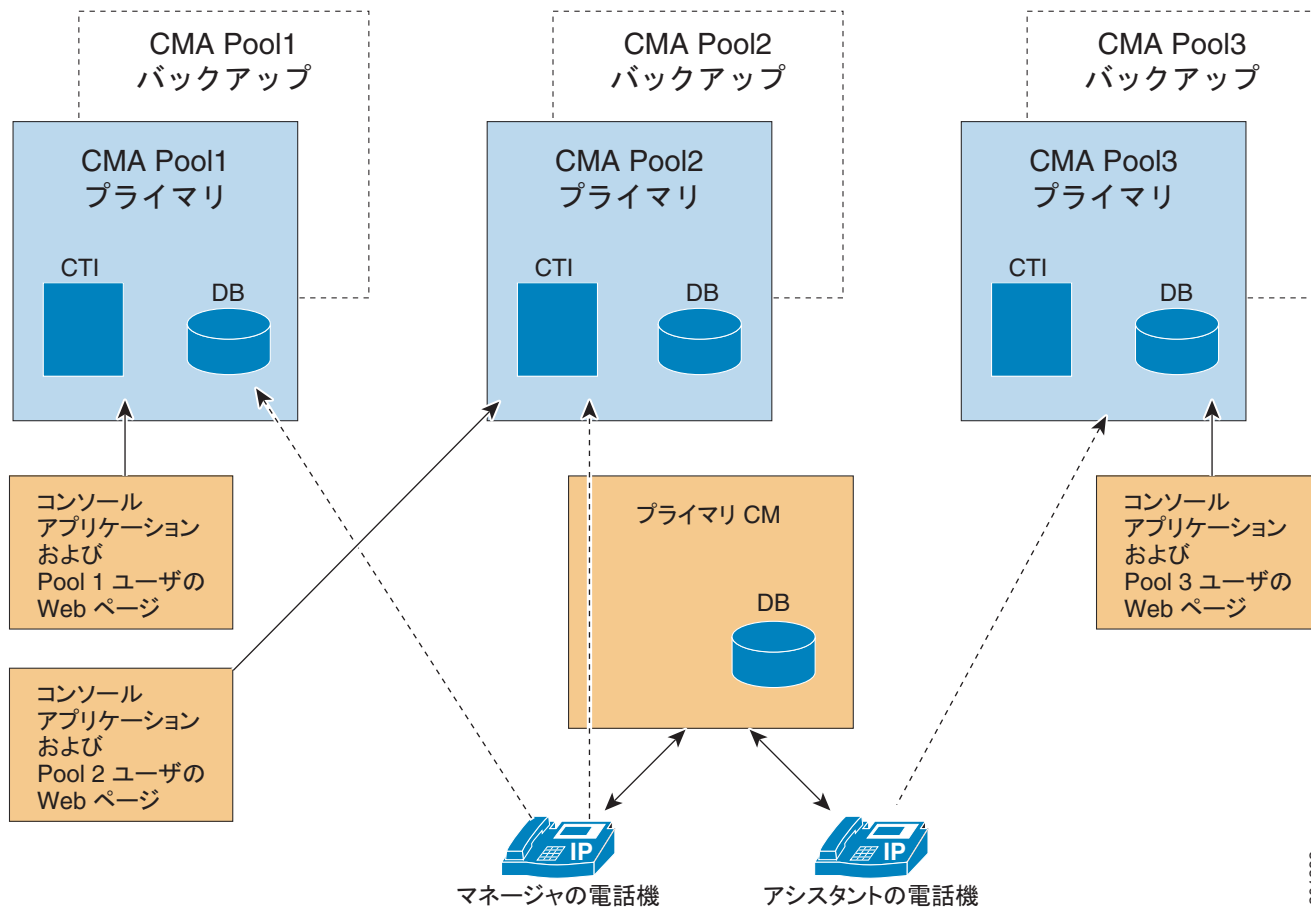 CMA Pool1
バックアップ
CMA Pool2
バックアップ
CMA Pool3
バックアップ
CMA Pool1
プライマリ
CTI
DB
CMA Pool2
プライマリ
CTI
DB
CMA Pool3
プライマリ
CTI
DB
コンソール
アプリケーション
および
Pool 1 ユーザの
Web ページ
プライマリ CM
DB
コンソール
アプリケーション
および
Pool 3 ユーザの
Web ページ
コンソール
アプリケーション
および
Pool 2 ユーザの
Web ページ
IP
マネージャの電話機
IP
アシスタントの電話機